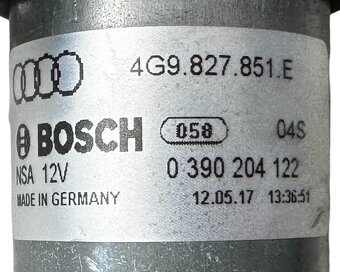 4G9.827.851.E
BOSCH 058 04S
NSA 12V 0 390 204 122
MADE IN GERMANY 12.05.17 13:36:51